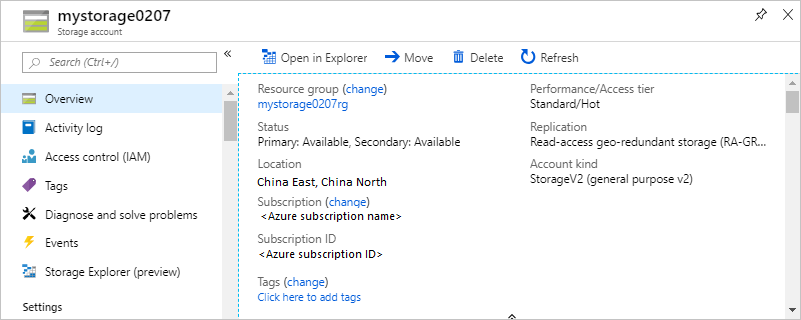 mystorage0207
Storage account
Search (Ctrl+/)
«
Overview
Activity log
Access control (IAM)
Tags
Diagnose and solve problems
Events
Storage Explorer (preview)
Settings
Open in Explorer Move Delete Refresh
Resource group (change)
mystorage0207rg
Status
Primary: Available, Secondary: Available
Location
China East, China North
Subscription (change)
<Azure subscription name>
Subscription ID
<Azure subscription ID>
Tags (change)
Click here to add tags
Performance/Access tier
Standard/Hot
Replication
Read-access geo-redundant storage (RA-GR...
Account kind
StorageV2 (general purpose v2)